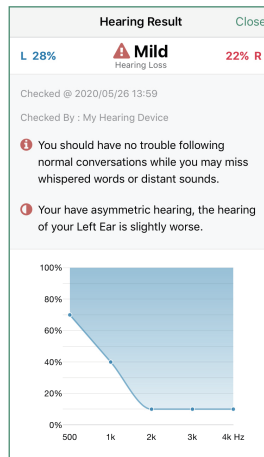 Hearing Result Close
L 28% Mild 22% R
Hearing Loss
Checked @ 2020/05/26 13:59
Checked By : My Hearing Device
You should have no trouble following
normal conversations while you may miss
whispered words or distant sounds.
Your have asymmetric hearing, the hearing
of your Left Ear is slightly worse.
100%
80%
60%
40%
20%
0%
500 1k 2k 3k 4k Hz